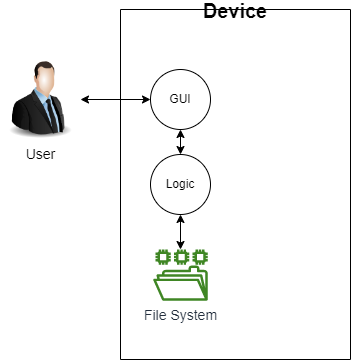 Device
GUI
User
Logic
File System